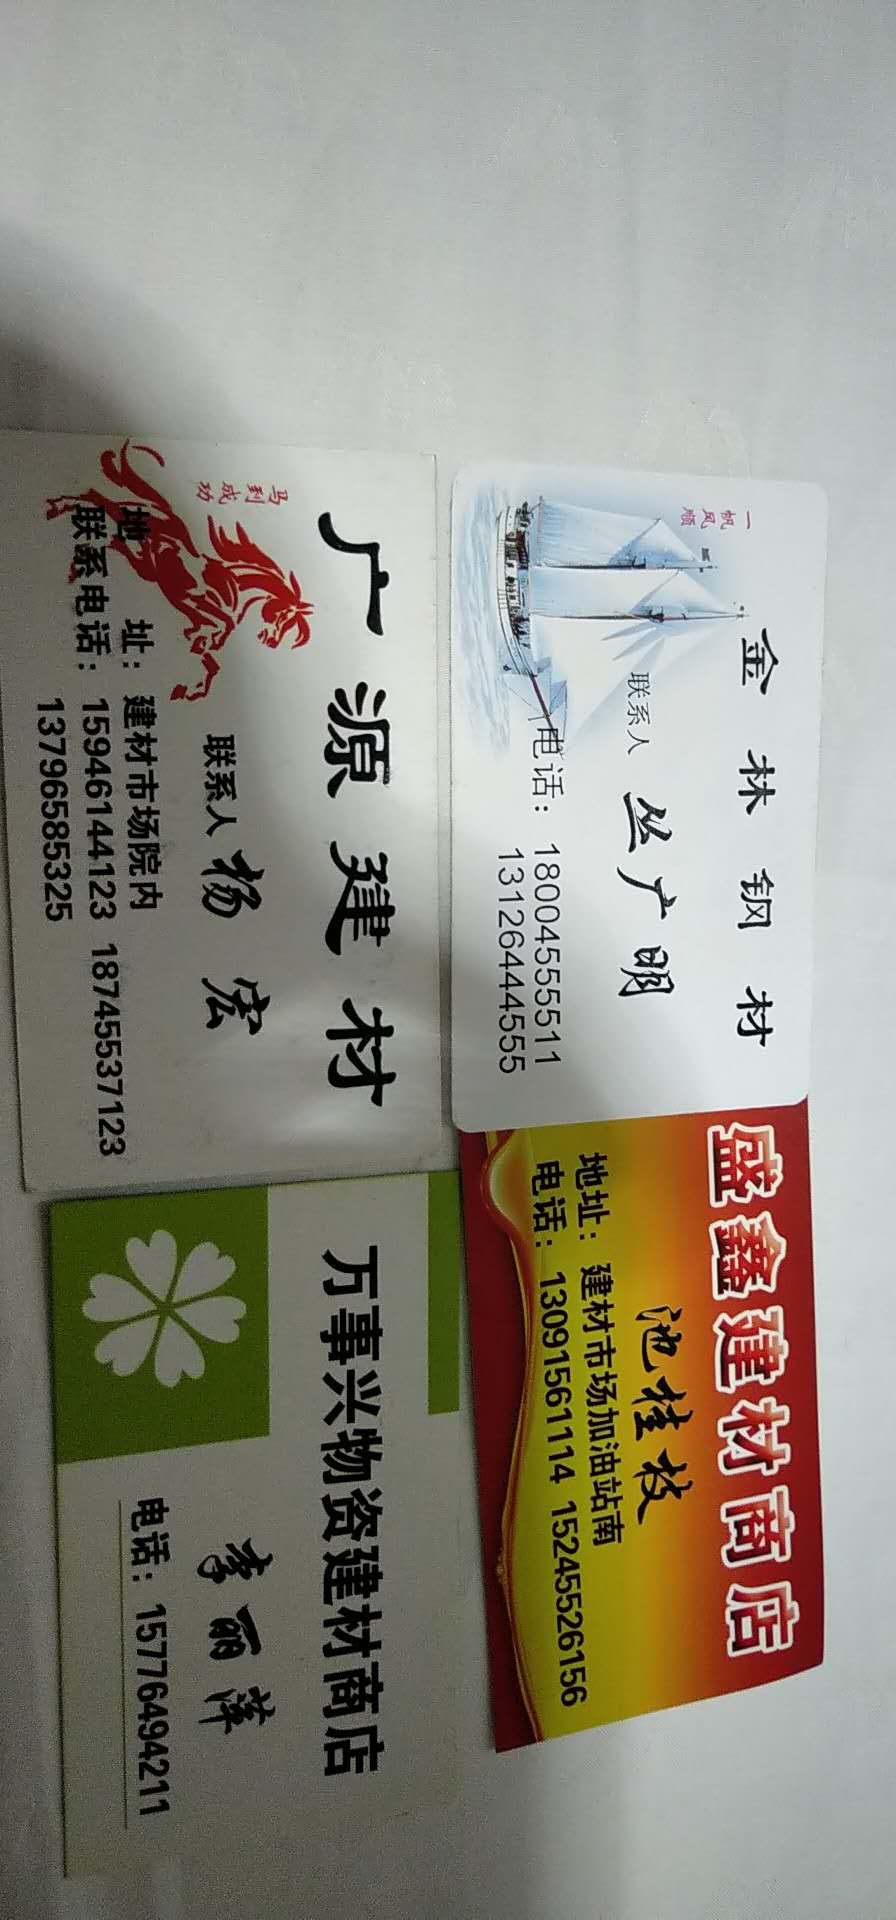 一帆风顺
金林钢材
联系人 丛广明
电话：18004555511
13126444555
马到成功
广源建材
联系人 杨宏
地 址：建材市场院内
联系电话：15946144123 18745537123
13796585325
盛鑫建材商店
池桂枝
地址：建材市场加油站南
电话：13091561114 15245526156
万事兴物资建材商店
李丽萍
电话：15776494211